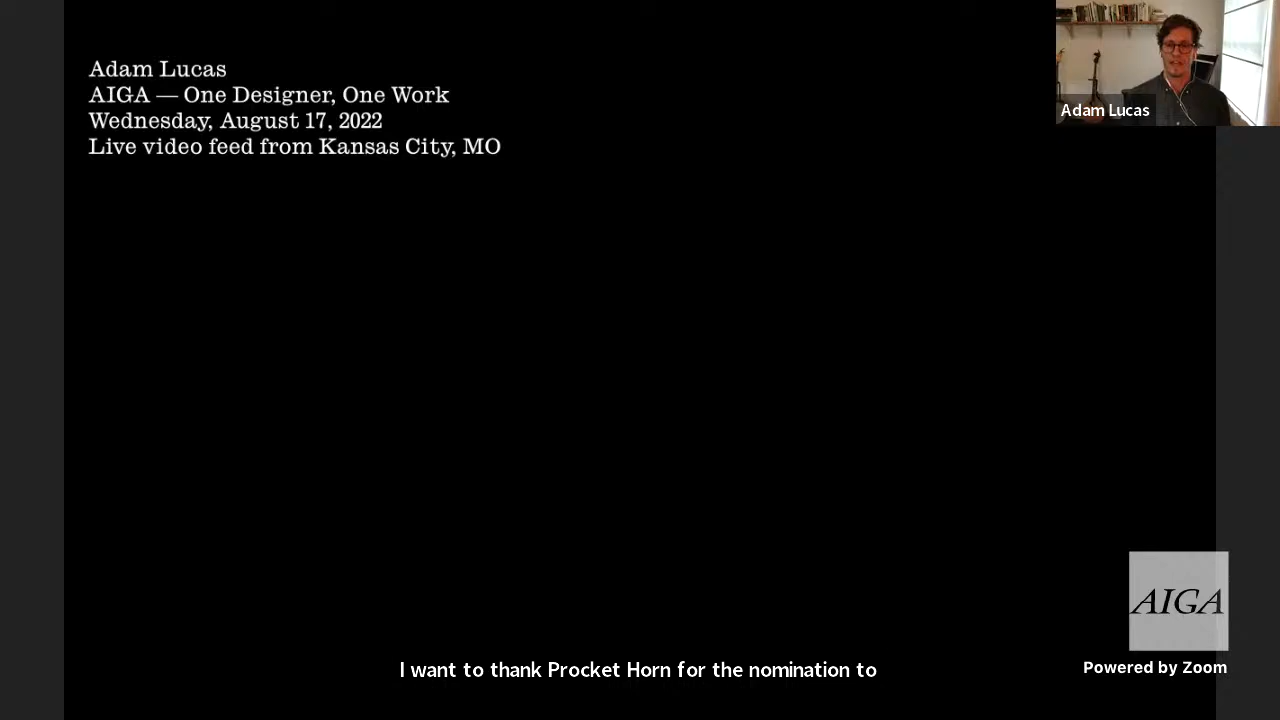 Adam Lucas
AIGA — One Designer, One Work
Wednesday, August 17, 2022
Live video feed from Kansas City, MO
Adam Lucas
AIGA
Powered by Zoom
I want to thank Procket Horn for the nomination to